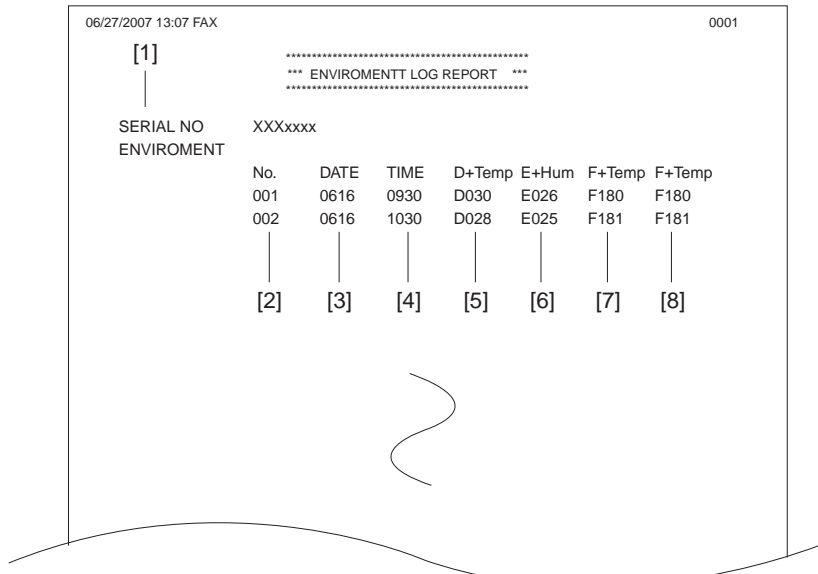 06/27/2007 13:07 FAX 0001
[1]
***********************************************
*** ENVIROMENTT LOG REPORT ***
***********************************************
SERIAL NO XXXxxxx
ENVIROMENT
No. DATE TIME D+Temp E+Hum F+Temp F+Temp
001 0616 0930 D030 E026 F180 F180
002 0616 1030 D028 E025 F181 F181
[2] [3] [4] [5] [6] [7] [8]